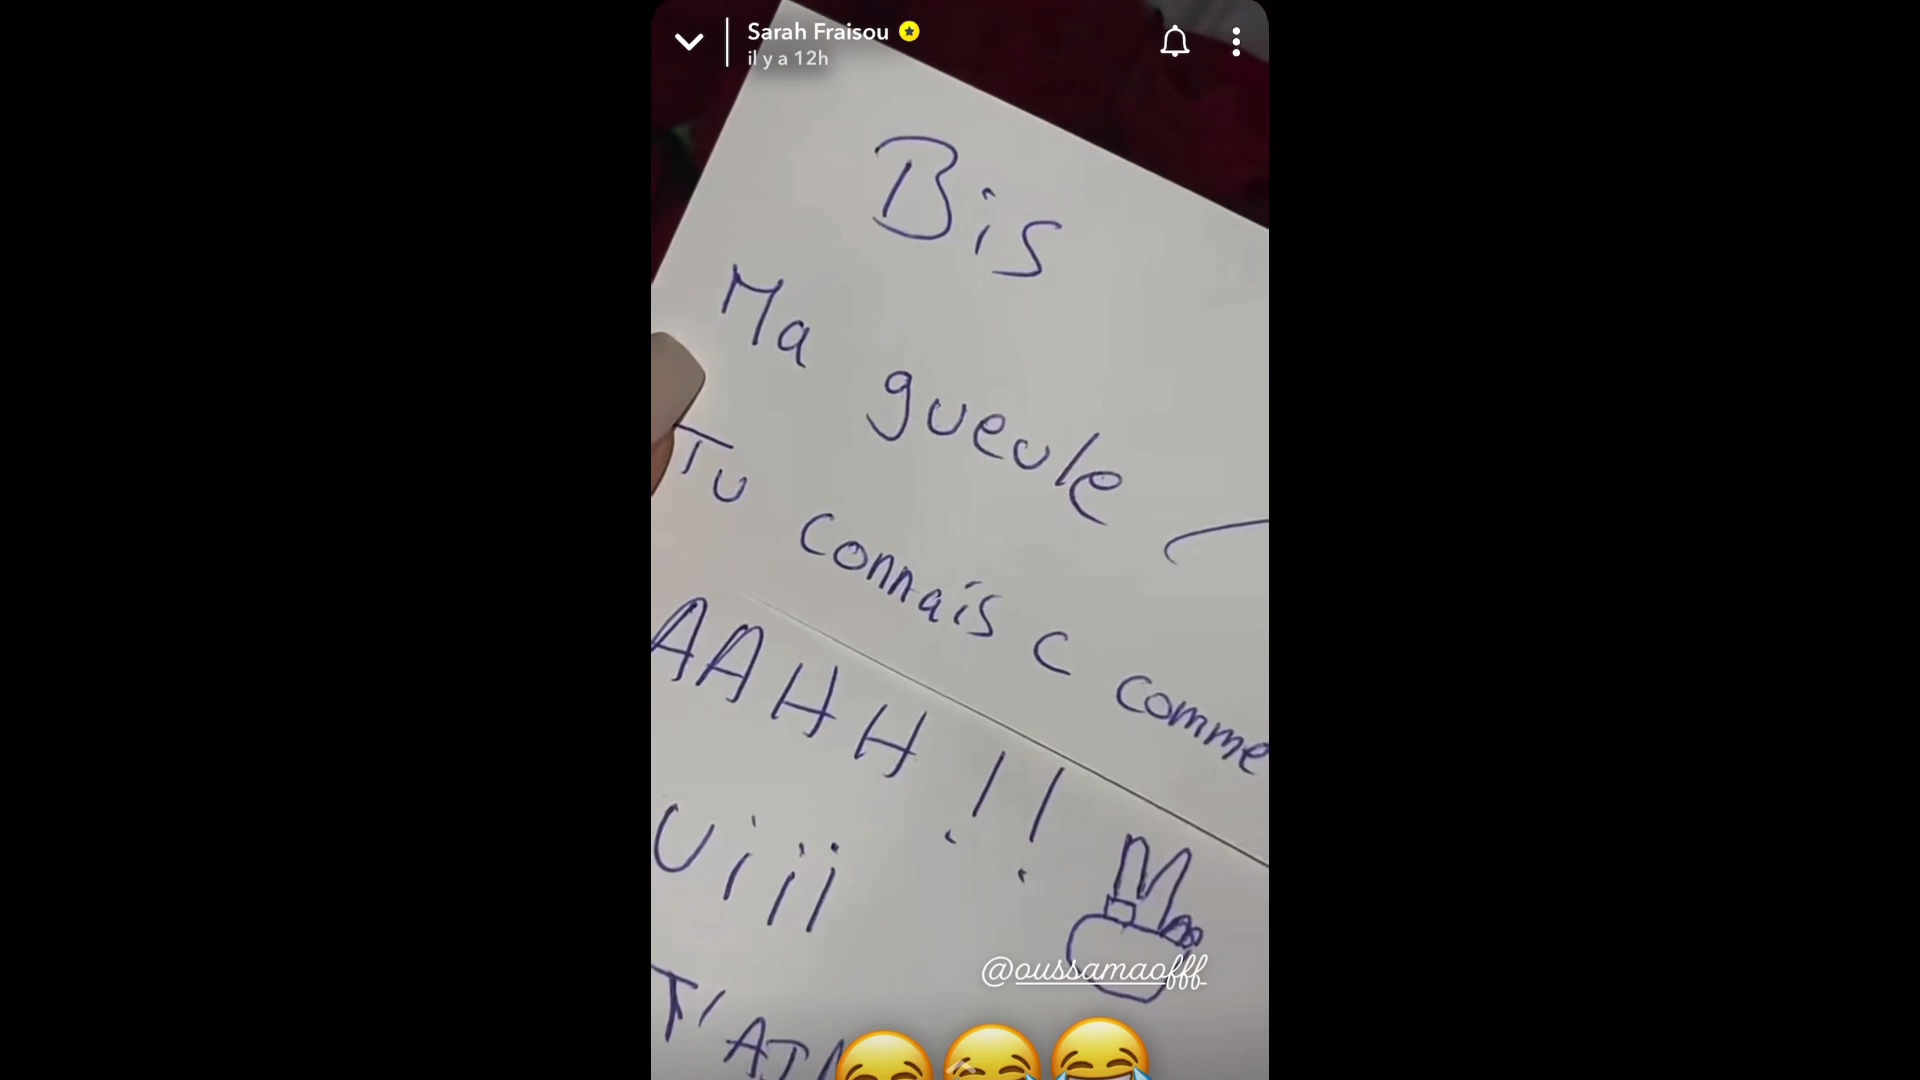 Sarah Fraisou
il y a 12h
Bis
Ma gueule
Tu connais c comme
AAHH !!
Uiii
@oussamaofff